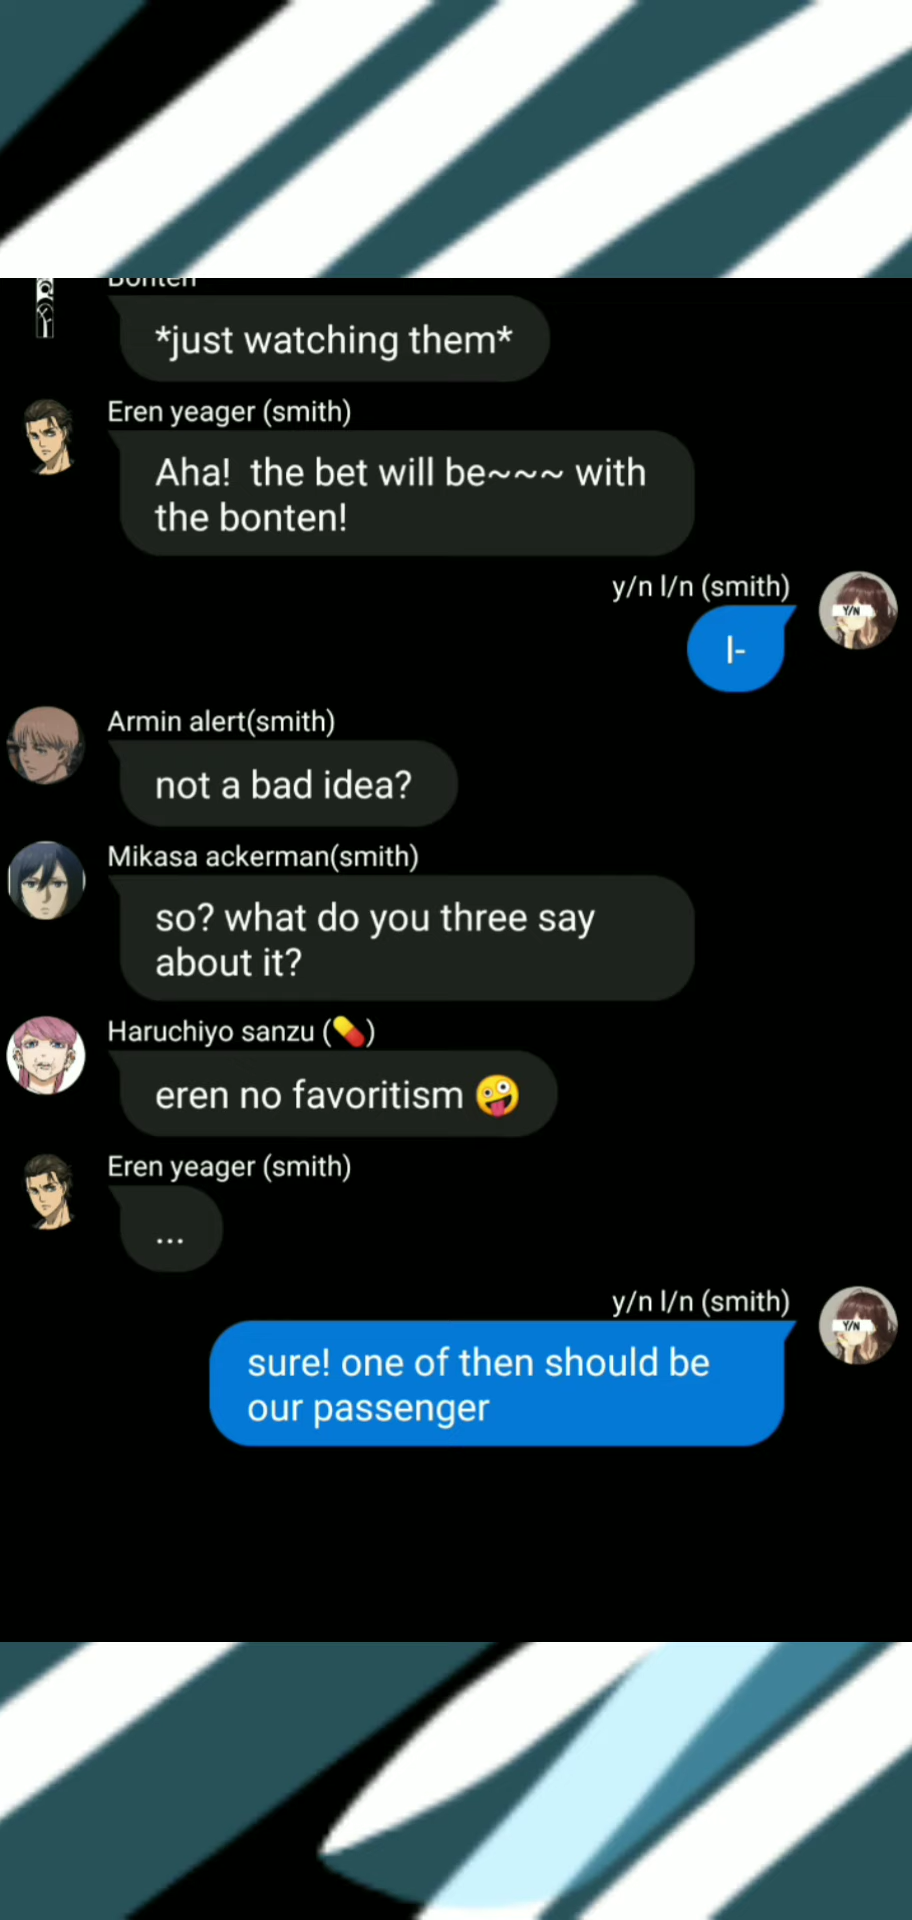 Bonten
*just watching them*
Eren yeager (smith)
Aha!  the bet will be~~~ with
the bonten!
y/n l/n (smith)
Y/N
I-
Armin alert(smith)
not a bad idea?
Mikasa ackerman(smith)
so? what do you three say
about it?
Haruchiyo sanzu (💊)
eren no favoritism 🤪
Eren yeager (smith)
...
y/n l/n (smith)
Y/N
sure! one of then should be
our passenger